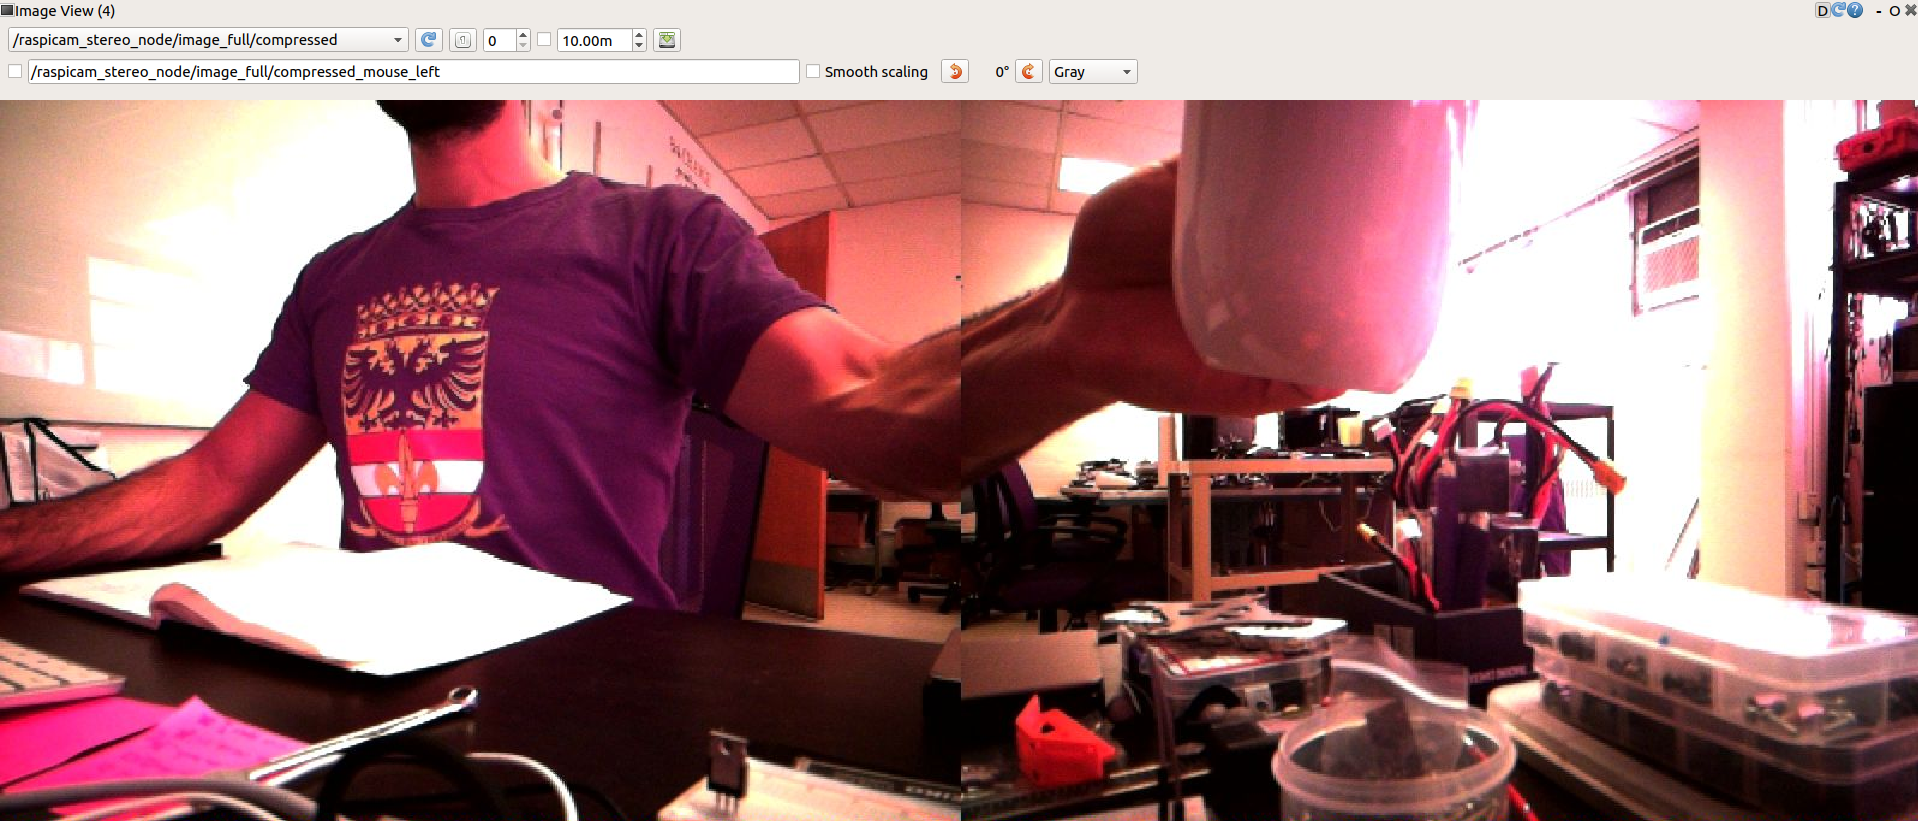 Image View (4)
D
- O
/raspicam_stereo_node/image_full/compressed
0
10.00m
/raspicam_stereo_node/image_full/compressed_mouse_left
Smooth scaling
0°
Gray